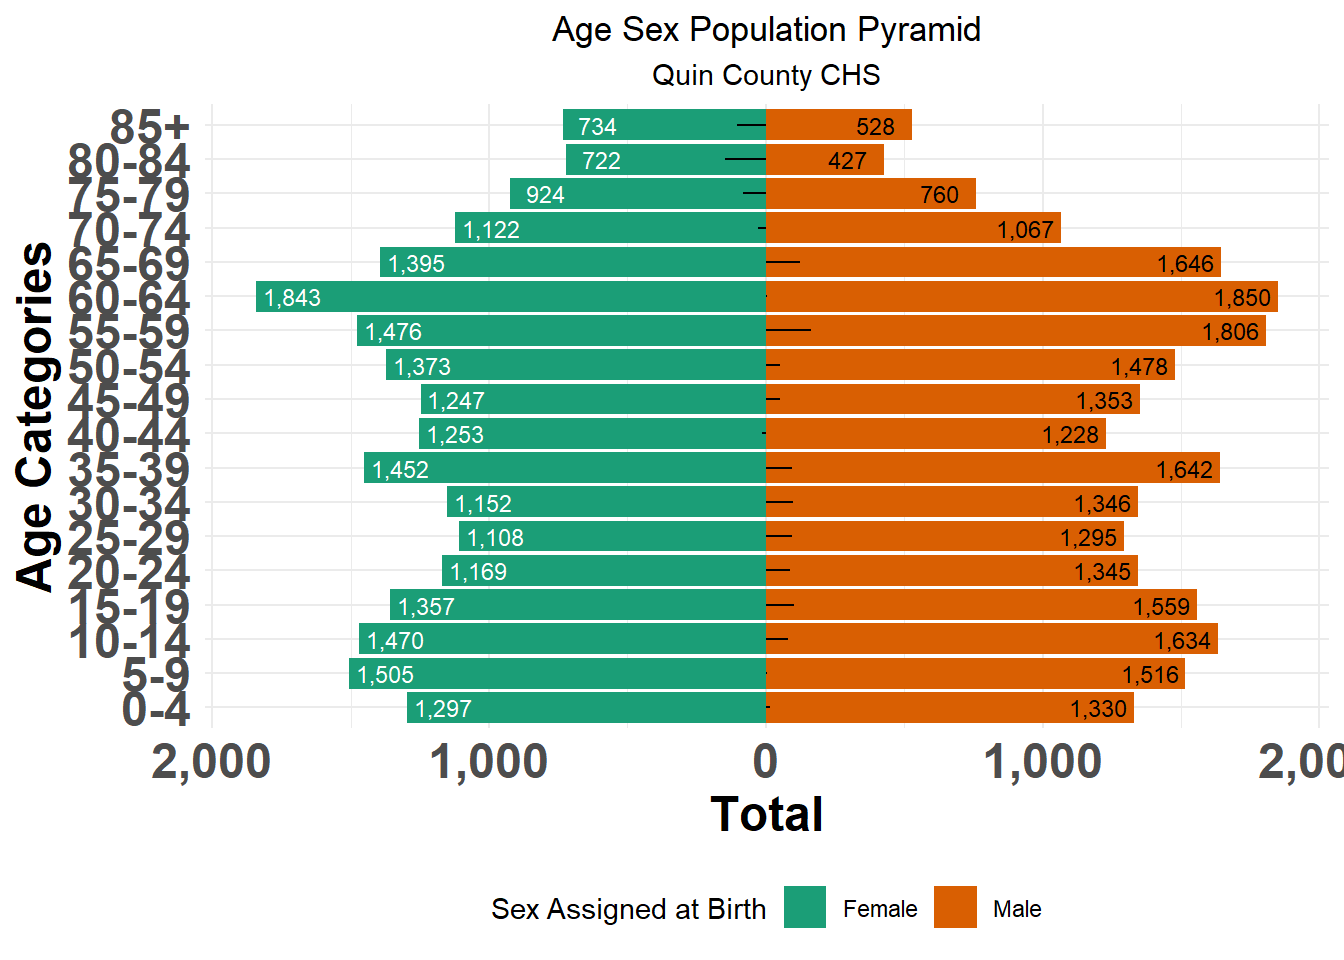 Age Sex Population Pyramid
Quin County CHS
Age Categories
85+ 734 528
80-84 722 427
75-79 924 760
70-74 1,122 1,067
65-69 1,395 1,646
60-64 1,843 1,850
55-59 1,476 1,806
50-54 1,373 1,478
45-49 1,247 1,353
40-44 1,253 1,228
35-39 1,452 1,642
30-34 1,152 1,346
25-29 1,108 1,295
20-24 1,169 1,345
15-19 1,357 1,559
10-14 1,470 1,634
5-9 1,505 1,516
0-4 1,297 1,330
2,000 1,000 0 1,000 2,00
Total
Sex Assigned at Birth Female Male